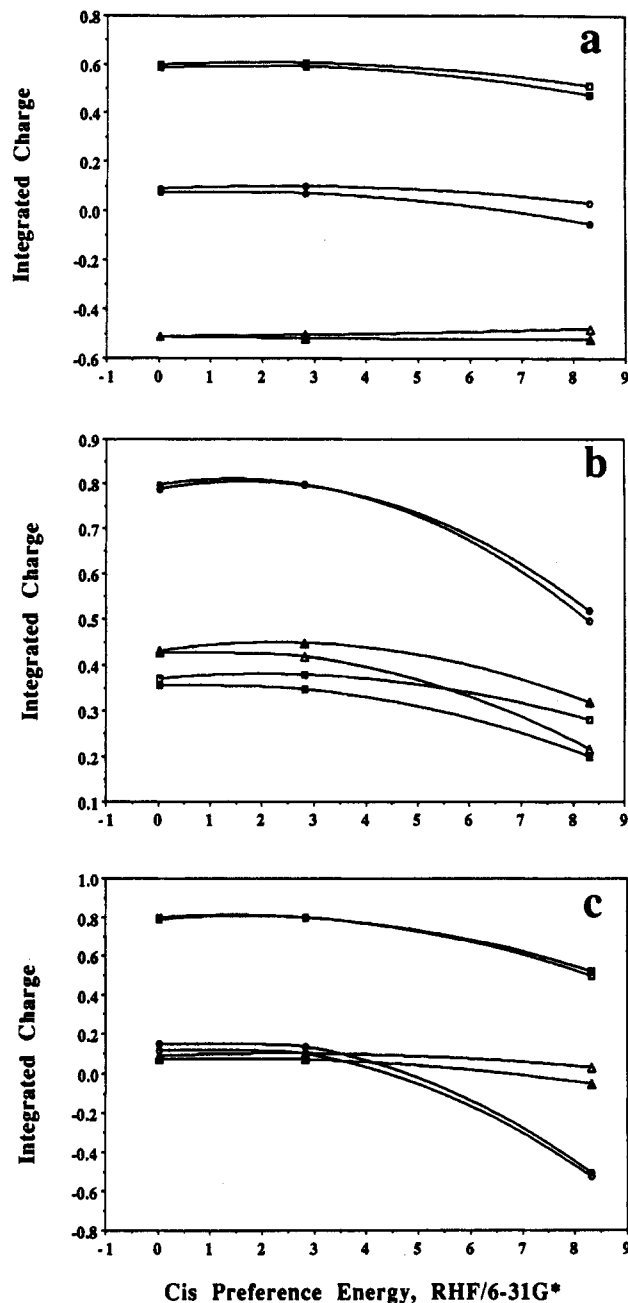 a
0.8
0.6
0.4
0.2
0.0
-0.2
-0.4
-0.6
Integrated Charge
-1 0 1 2 3 4 5 6 7 8 9
b
0.9
0.8
0.7
0.6
0.5
0.4
0.3
0.2
0.1
Integrated Charge
-1 0 1 2 3 4 5 6 7 8 9
c
1.0
0.8
0.6
0.4
0.2
0.0
-0.2
-0.4
-0.6
-0.8
Integrated Charge
-1 0 1 2 3 4 5 6 7 8 9
Cis Preference Energy, RHF/6-31G*